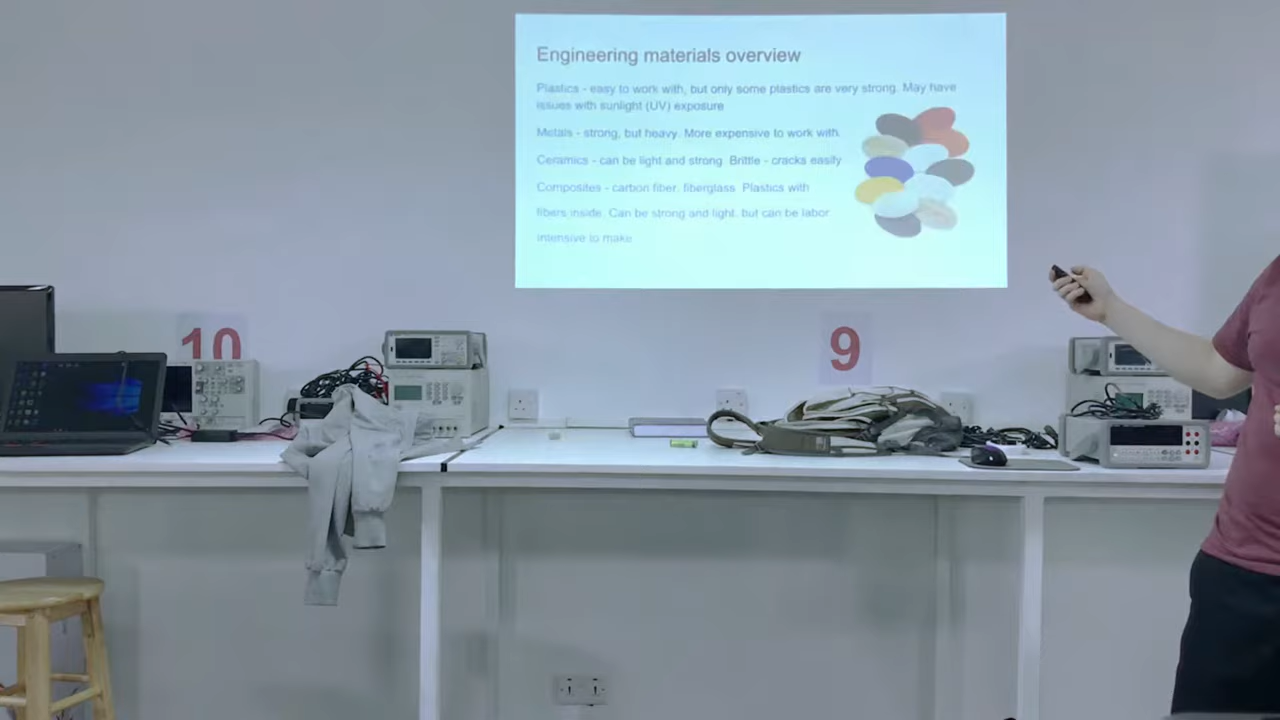 Engineering materials overview
Plastics - easy to work with, but only some plastics are very strong. May have
issues with sunlight (UV) exposure
Metals - strong, but heavy. More expensive to work with.
Ceramics - can be light and strong. Brittle - cracks easily
Composites - carbon fiber, fiberglass. Plastics with
fibers inside. Can be strong and light, but can be labor
intensive to make
10
9